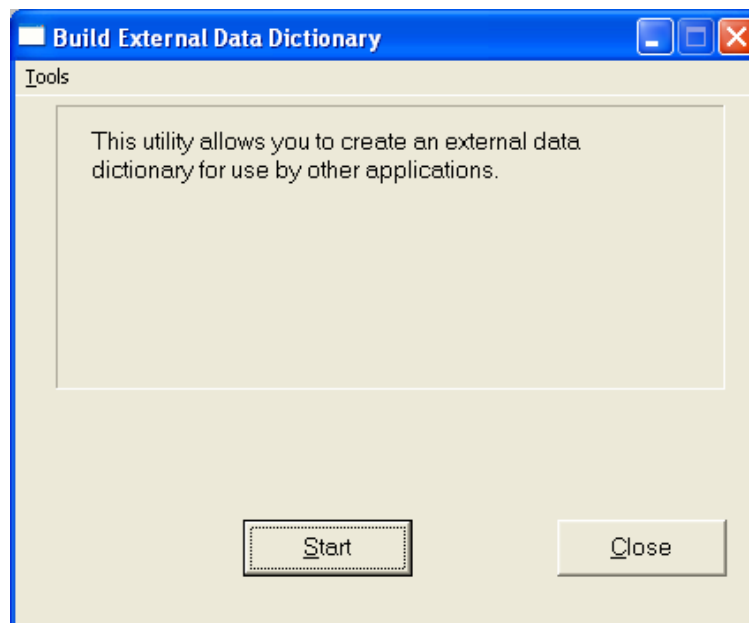 Build External Data Dictionary
Tools
This utility allows you to create an external data
dictionary for use by other applications.
Start
Close